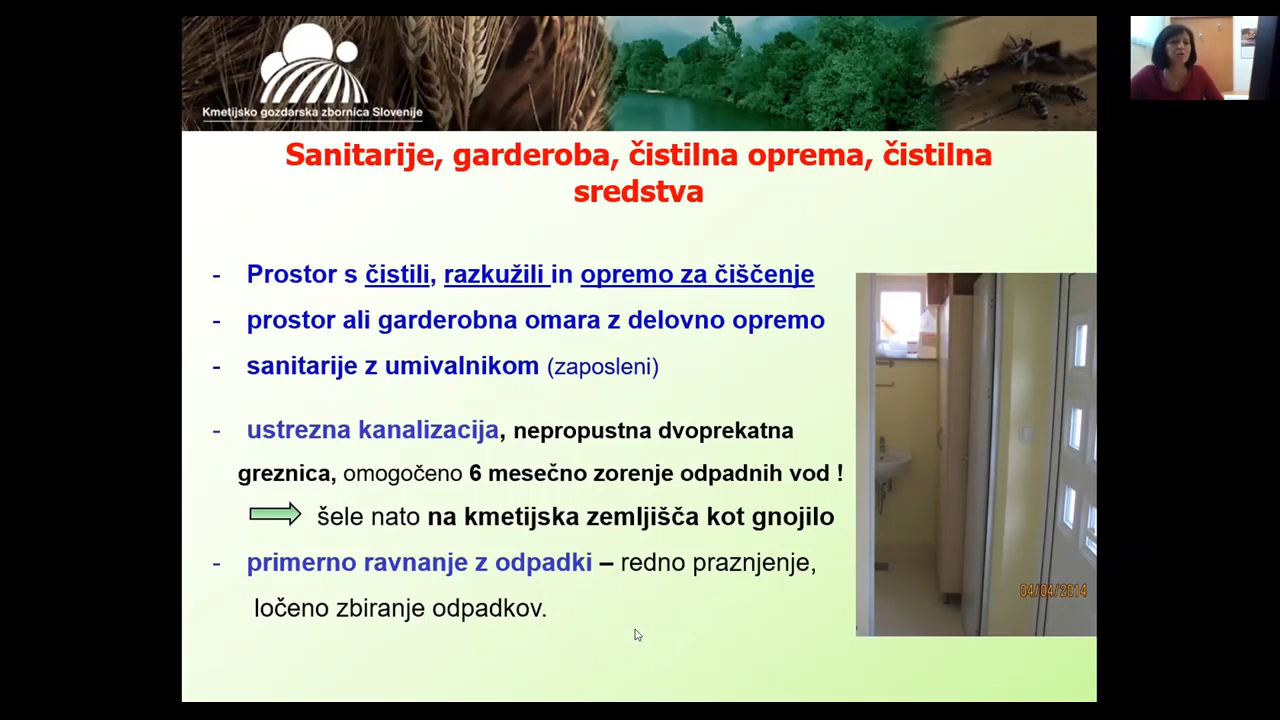 Kmetijsko gozdarska zbornica Slovenije
Sanitarije, garderoba, čistilna oprema, čistilna
sredstva
- Prostor s čistili, razkužili in opremo za čiščenje
- prostor ali garderobna omara z delovno opremo
- sanitarije z umivalnikom (zaposleni)
- ustrezna kanalizacija, nepropustna dvoprekatna
greznica, omogočeno 6 mesečno zorenje odpadnih vod !
šele nato na kmetijska zemljišča kot gnojilo
- primerno ravnanje z odpadki – redno praznjenje,
ločeno zbiranje odpadkov.
04/04/2014